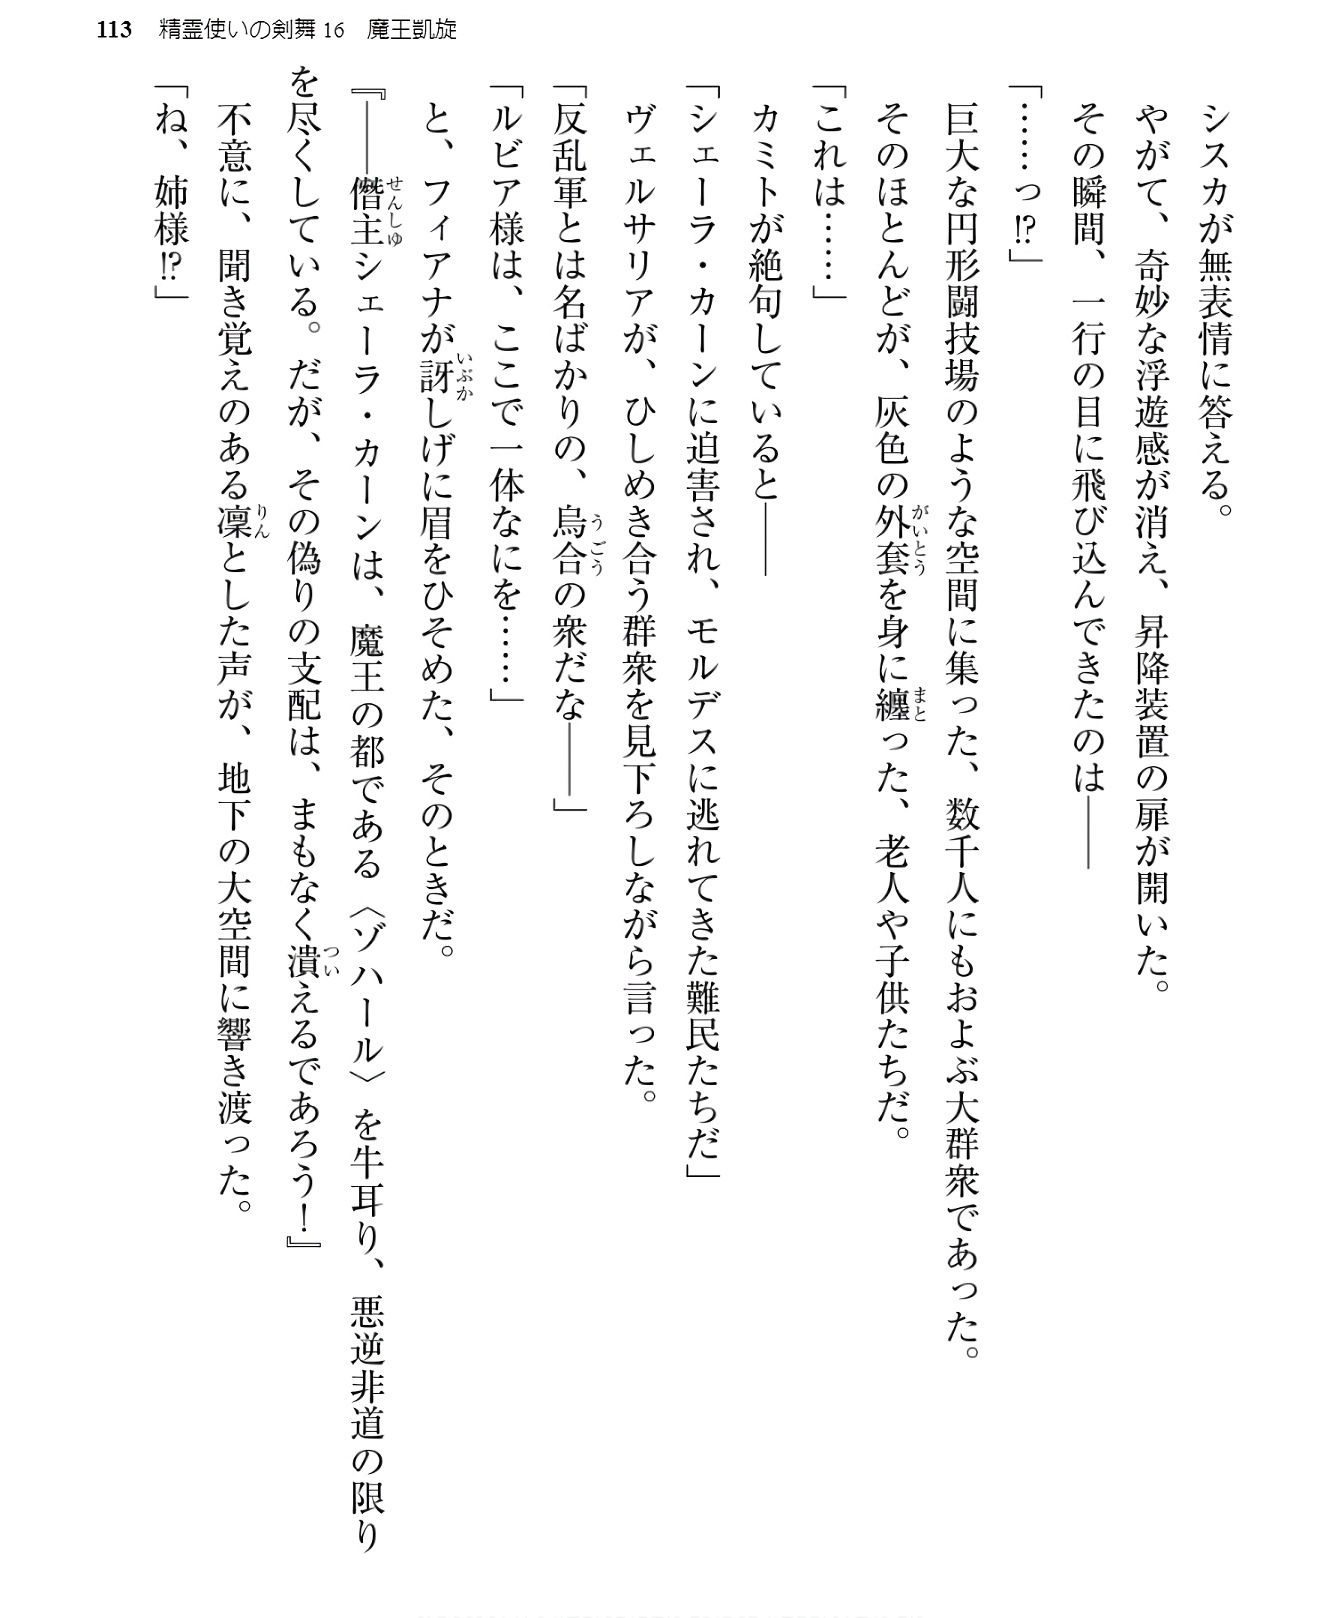 113 精霊使いの剣舞16 魔王凱旋
シスカが無表情に答える。
やがて、奇妙な浮遊感が消え、昇降装置の扉が開いた。
その瞬間、一行の目に飛び込んできたのは――
「……っ!?」
巨大な円形闘技場のような空間に集った、数千人にもおよぶ大群衆であった。
そのほとんどが、灰色の外套を身に纏った、老人や子供たちだ。
「これは……」
カミトが絶句していると――
「シェーラ・カーンに迫害され、モルデスに逃れてきた難民たちだ」
ヴェルサリアが、ひしめき合う群衆を見下ろしながら言った。
「反乱軍とは名ばかりの、烏合の衆だな――」
「ルビア様は、ここで一体なにを……」
と、フィアナが訝しげに眉をひそめた、そのときだ。
『――僭主シェーラ・カーンは、魔王の都である〈ゾハール〉を牛耳り、悪逆非道の限り
を尽くしている。だが、その偽りの支配は、まもなく潰えるであろう!』
不意に、聞き覚えのある凜とした声が、地下の大空間に響き渡った。
「ね、姉様!?」